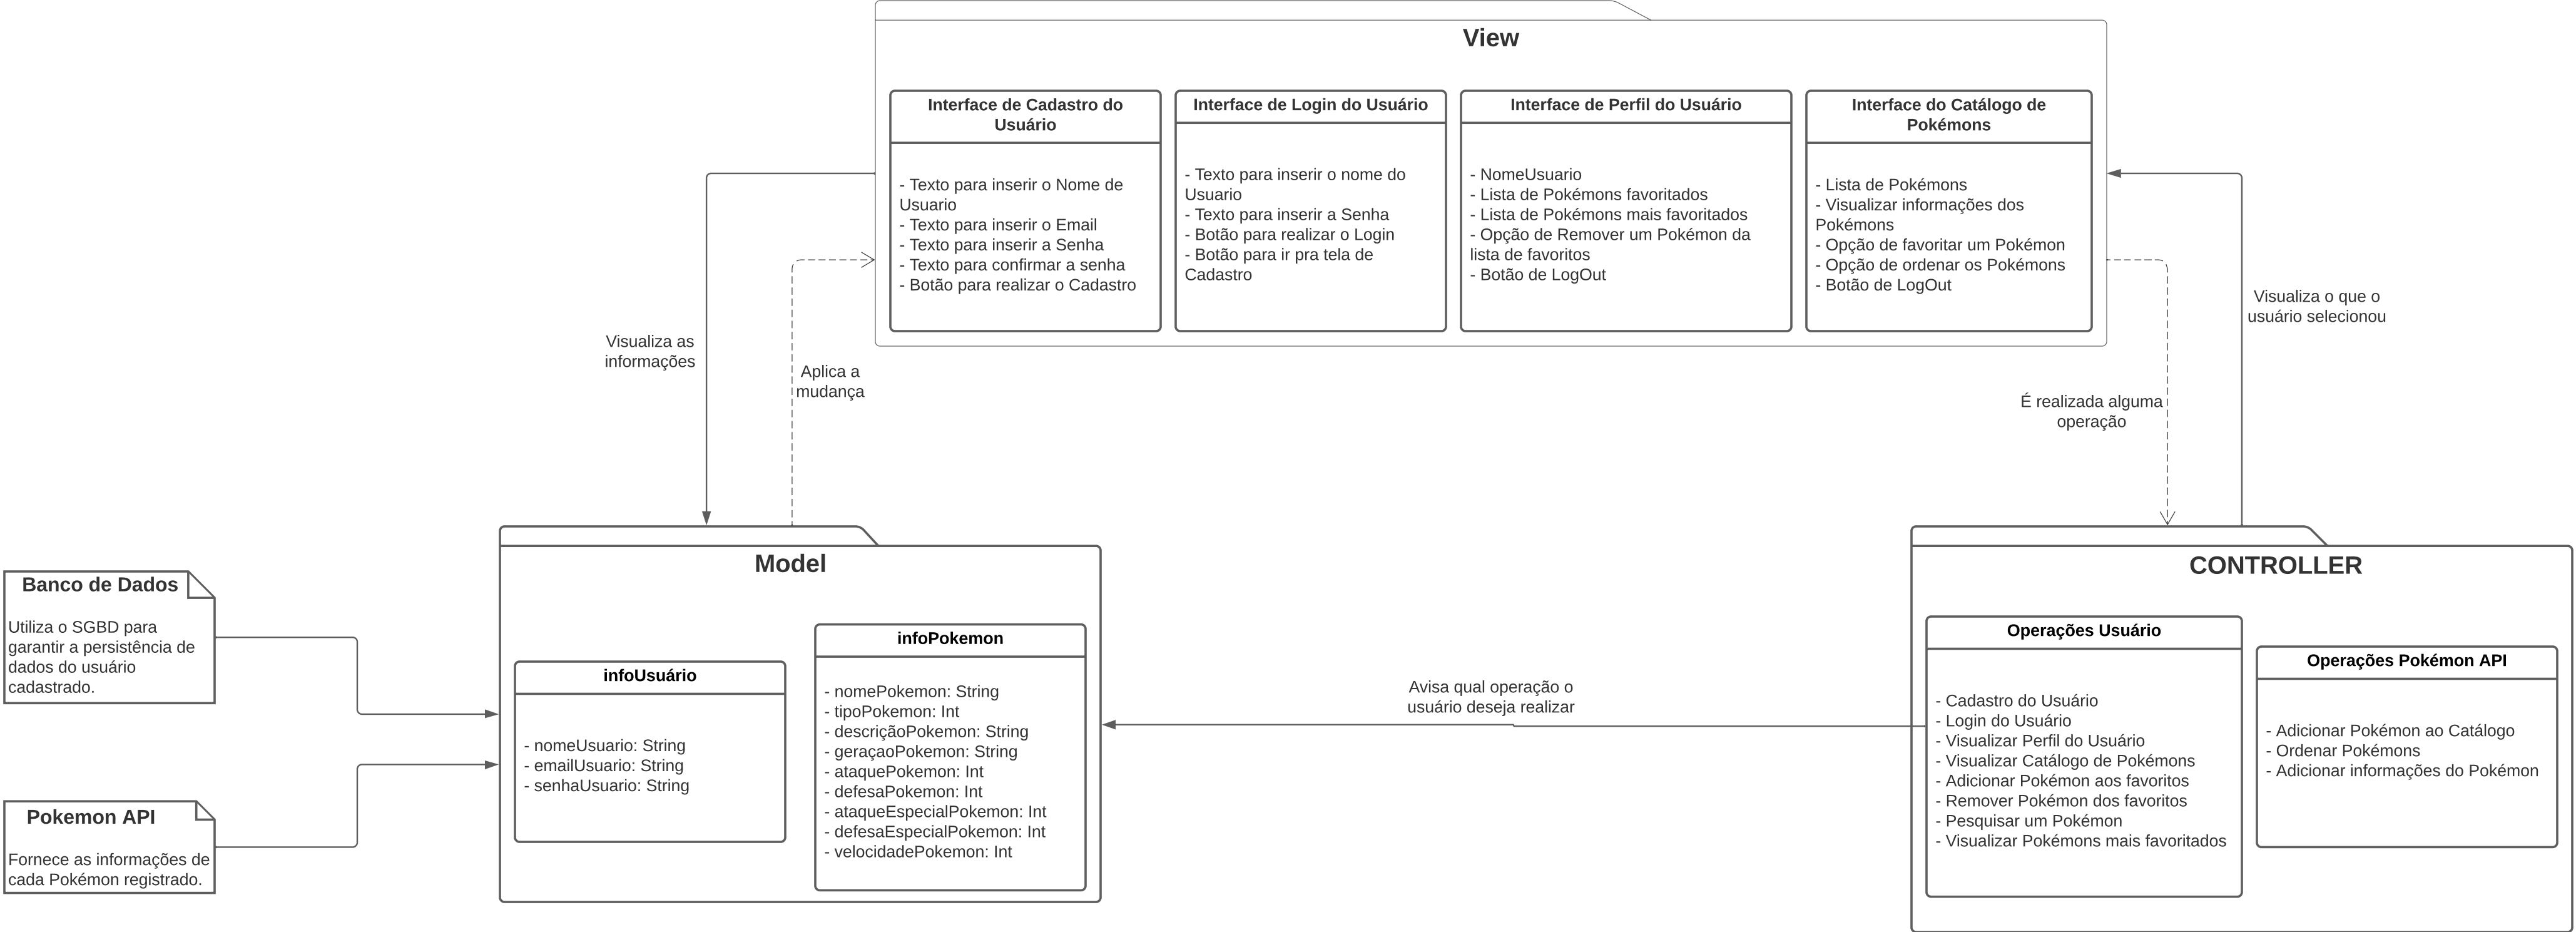 View
Interface de Cadastro do
Usuário
- Texto para inserir o Nome de
Usuario
- Texto para inserir o Email
- Texto para inserir a Senha
- Texto para confirmar a senha
- Botão para realizar o Cadastro
Interface de Login do Usuário
- Texto para inserir o nome do
Usuario
- Texto para inserir a Senha
- Botão para realizar o Login
- Botão para ir pra tela de
Cadastro
Interface de Perfil do Usuário
- NomeUsuario
- Lista de Pokémons favoritados
- Lista de Pokémons mais favoritados
- Opção de Remover um Pokémon da
lista de favoritos
- Botão de LogOut
Interface do Catálogo de
Pokémons
- Lista de Pokémons
- Visualizar informações dos
Pokémons
- Opção de favoritar um Pokémon
- Opção de ordenar os Pokémons
- Botão de LogOut
Visualiza as
informações
Aplica a
mudança
É realizada alguma
operação
Visualiza o que o
usuário selecionou
Banco de Dados
Utiliza o SGBD para
garantir a persistência de
dados do usuário
cadastrado.
Pokemon API
Fornece as informações de
cada Pokémon registrado.
Model
infoUsuário
- nomeUsuario: String
- emailUsuario: String
- senhaUsuario: String
infoPokemon
- nomePokemon: String
- tipoPokemon: Int
- descriçãoPokemon: String
- geraçaoPokemon: String
- ataquePokemon: Int
- defesaPokemon: Int
- ataqueEspecialPokemon: Int
- defesaEspecialPokemon: Int
- velocidadePokemon: Int
Avisa qual operação o
usuário deseja realizar
CONTROLLER
Operações Usuário
- Cadastro do Usuário
- Login do Usuário
- Visualizar Perfil do Usuário
- Visualizar Catálogo de Pokémons
- Adicionar Pokémon aos favoritos
- Remover Pokémon dos favoritos
- Pesquisar um Pokémon
- Visualizar Pokémons mais favoritados
Operações Pokémon API
- Adicionar Pokémon ao Catálogo
- Ordenar Pokémons
- Adicionar informações do Pokémon